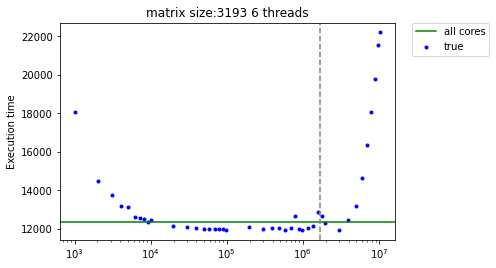 matrix size:3193 6 threads
all cores
true
Execution time
22000
20000
18000
16000
14000
12000
10³ 10⁴ 10⁵ 10⁶ 10⁷